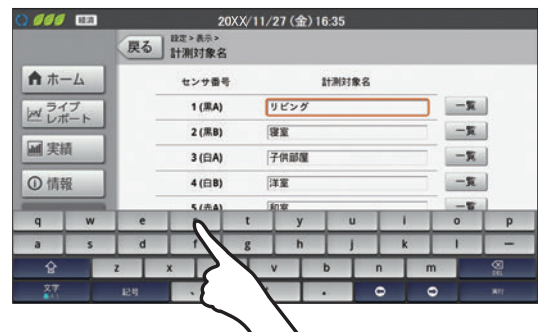 経済 20XX/11/27 (金) 16:35
戻る 設定 > 表示 >
計測対象名
ホーム
ライブ
レポート
実績
情報
センサ番号 計測対象名
1 (黒A) リビング 一覧
2 (黒B) 寝室 一覧
3 (白A) 子供部屋 一覧
4 (白B) 洋室 一覧
5 (赤A) 和室
q w e t y u i o p
a s d f g h j k l ー
z x v b n m DEL
文字 記号 、 . 実行